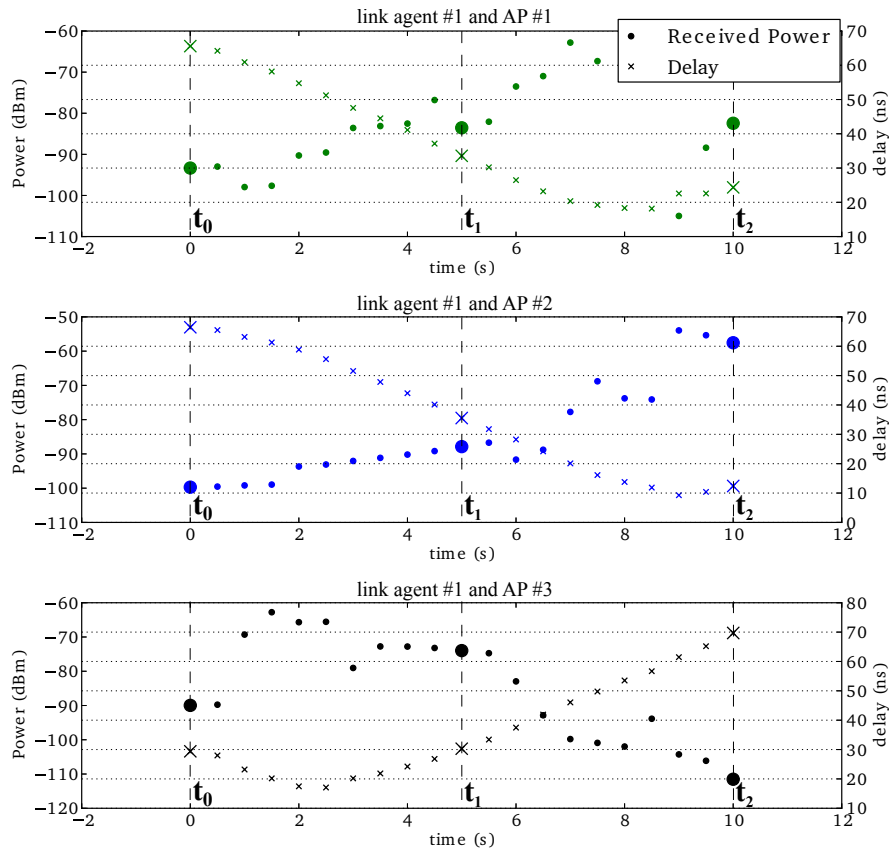 link agent #1 and AP #1
Received Power
Delay
Power (dBm)
delay (ns)
−60
−70
−80
−90
−100
−110
70
60
50
40
30
20
10
t0
t1
t2
−2 0 2 4 6 8 10 12
time (s)
link agent #1 and AP #2
Power (dBm)
delay (ns)
−50
−60
−70
−80
−90
−100
−110
70
60
50
40
30
20
10
0
t0
t1
t2
−2 0 2 4 6 8 10 12
time (s)
link agent #1 and AP #3
Power (dBm)
delay (ns)
−60
−70
−80
−90
−100
−110
−120
80
70
60
50
40
30
20
10
t0
t1
t2
−2 0 2 4 6 8 10 12
time (s)